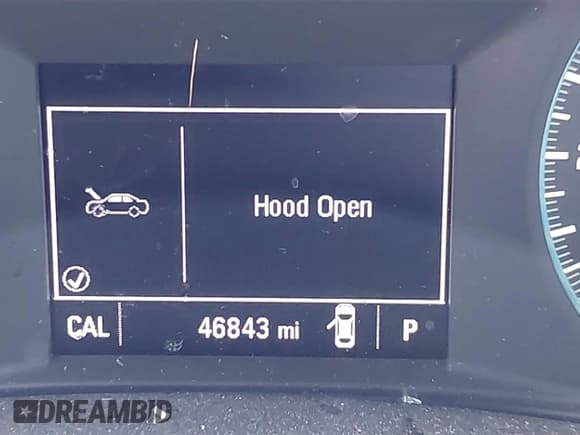 Hood Open
CAL 46843 mi P
DREAMBID